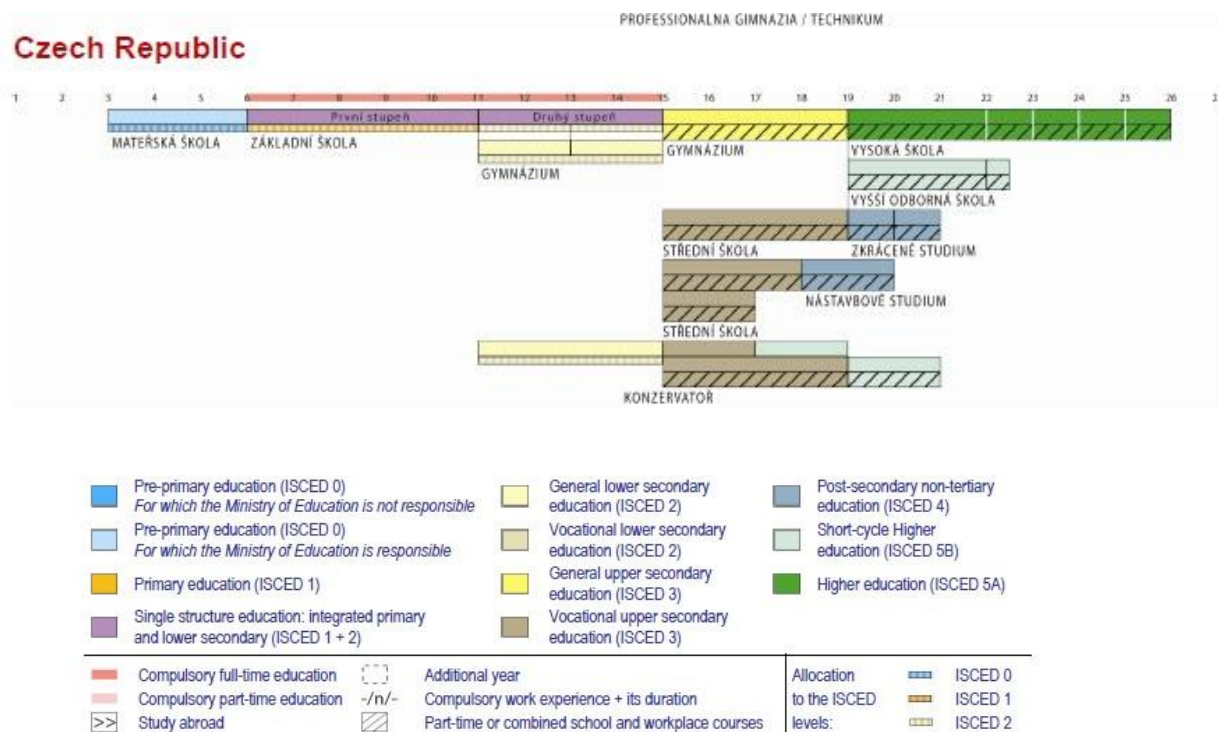 PROFESSIONALNA GIMNAZIA / TECHNIKUM
Czech Republic
1 2 3 4 5 6 7 8 9 10 11 12 13 14 15 16 17 18 19 20 21 22 23 24 25 26
První stupeň Druhý stupeň
MATEŘSKÁ ŠKOLA ZÁKLADNÍ ŠKOLA GYMNÁZIUM VYSOKÁ ŠKOLA
GYMNÁZIUM
VYŠŠÍ ODBORNÁ ŠKOLA
STŘEDNÍ ŠKOLA ZKRÁCENÉ STUDIUM
NÁSTAVBOVÉ STUDIUM
STŘEDNÍ ŠKOLA
KONZERVATOŘ
Pre-primary education (ISCED 0)
For which the Ministry of Education is not responsible
Pre-primary education (ISCED 0)
For which the Ministry of Education is responsible
Primary education (ISCED 1)
Single structure education: integrated primary
and lower secondary (ISCED 1 + 2)
General lower secondary
education (ISCED 2)
Vocational lower secondary
education (ISCED 2)
General upper secondary
education (ISCED 3)
Vocational upper secondary
education (ISCED 3)
Post-secondary non-tertiary
education (ISCED 4)
Short-cycle Higher
education (ISCED 5B)
Higher education (ISCED 5A)
Compulsory full-time education
Compulsory part-time education
>> Study abroad
Additional year
-/n/- Compulsory work experience + its duration
Part-time or combined school and workplace courses
Allocation
to the ISCED
levels:
ISCED 0
ISCED 1
ISCED 2